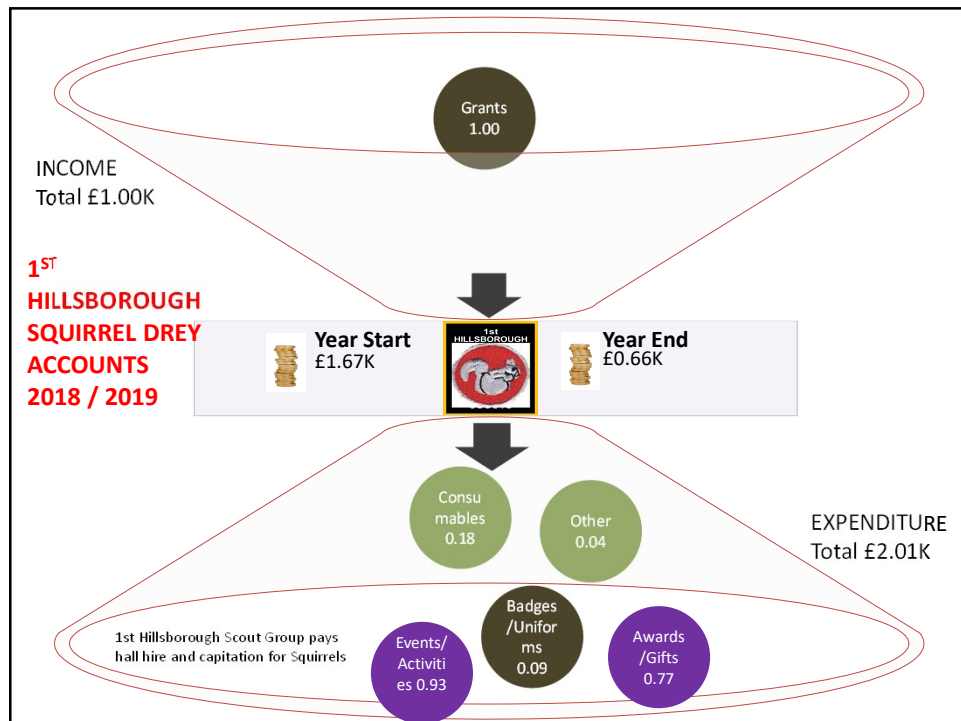 Grants
1.00
INCOME
Total £1.00K
1ST
HILLSBOROUGH
SQUIRREL DREY
ACCOUNTS
2018 / 2019
Year Start
£1.67K
1st
HILLSBOROUGH
Year End
£0.66K
Consu
mables
0.18
Other
0.04
EXPENDITURE
Total £2.01K
1st Hillsborough Scout Group pays
hall hire and capitation for Squirrels
Events/
Activiti
es 0.93
Badges
/Unifor
ms
0.09
Awards
/Gifts
0.77